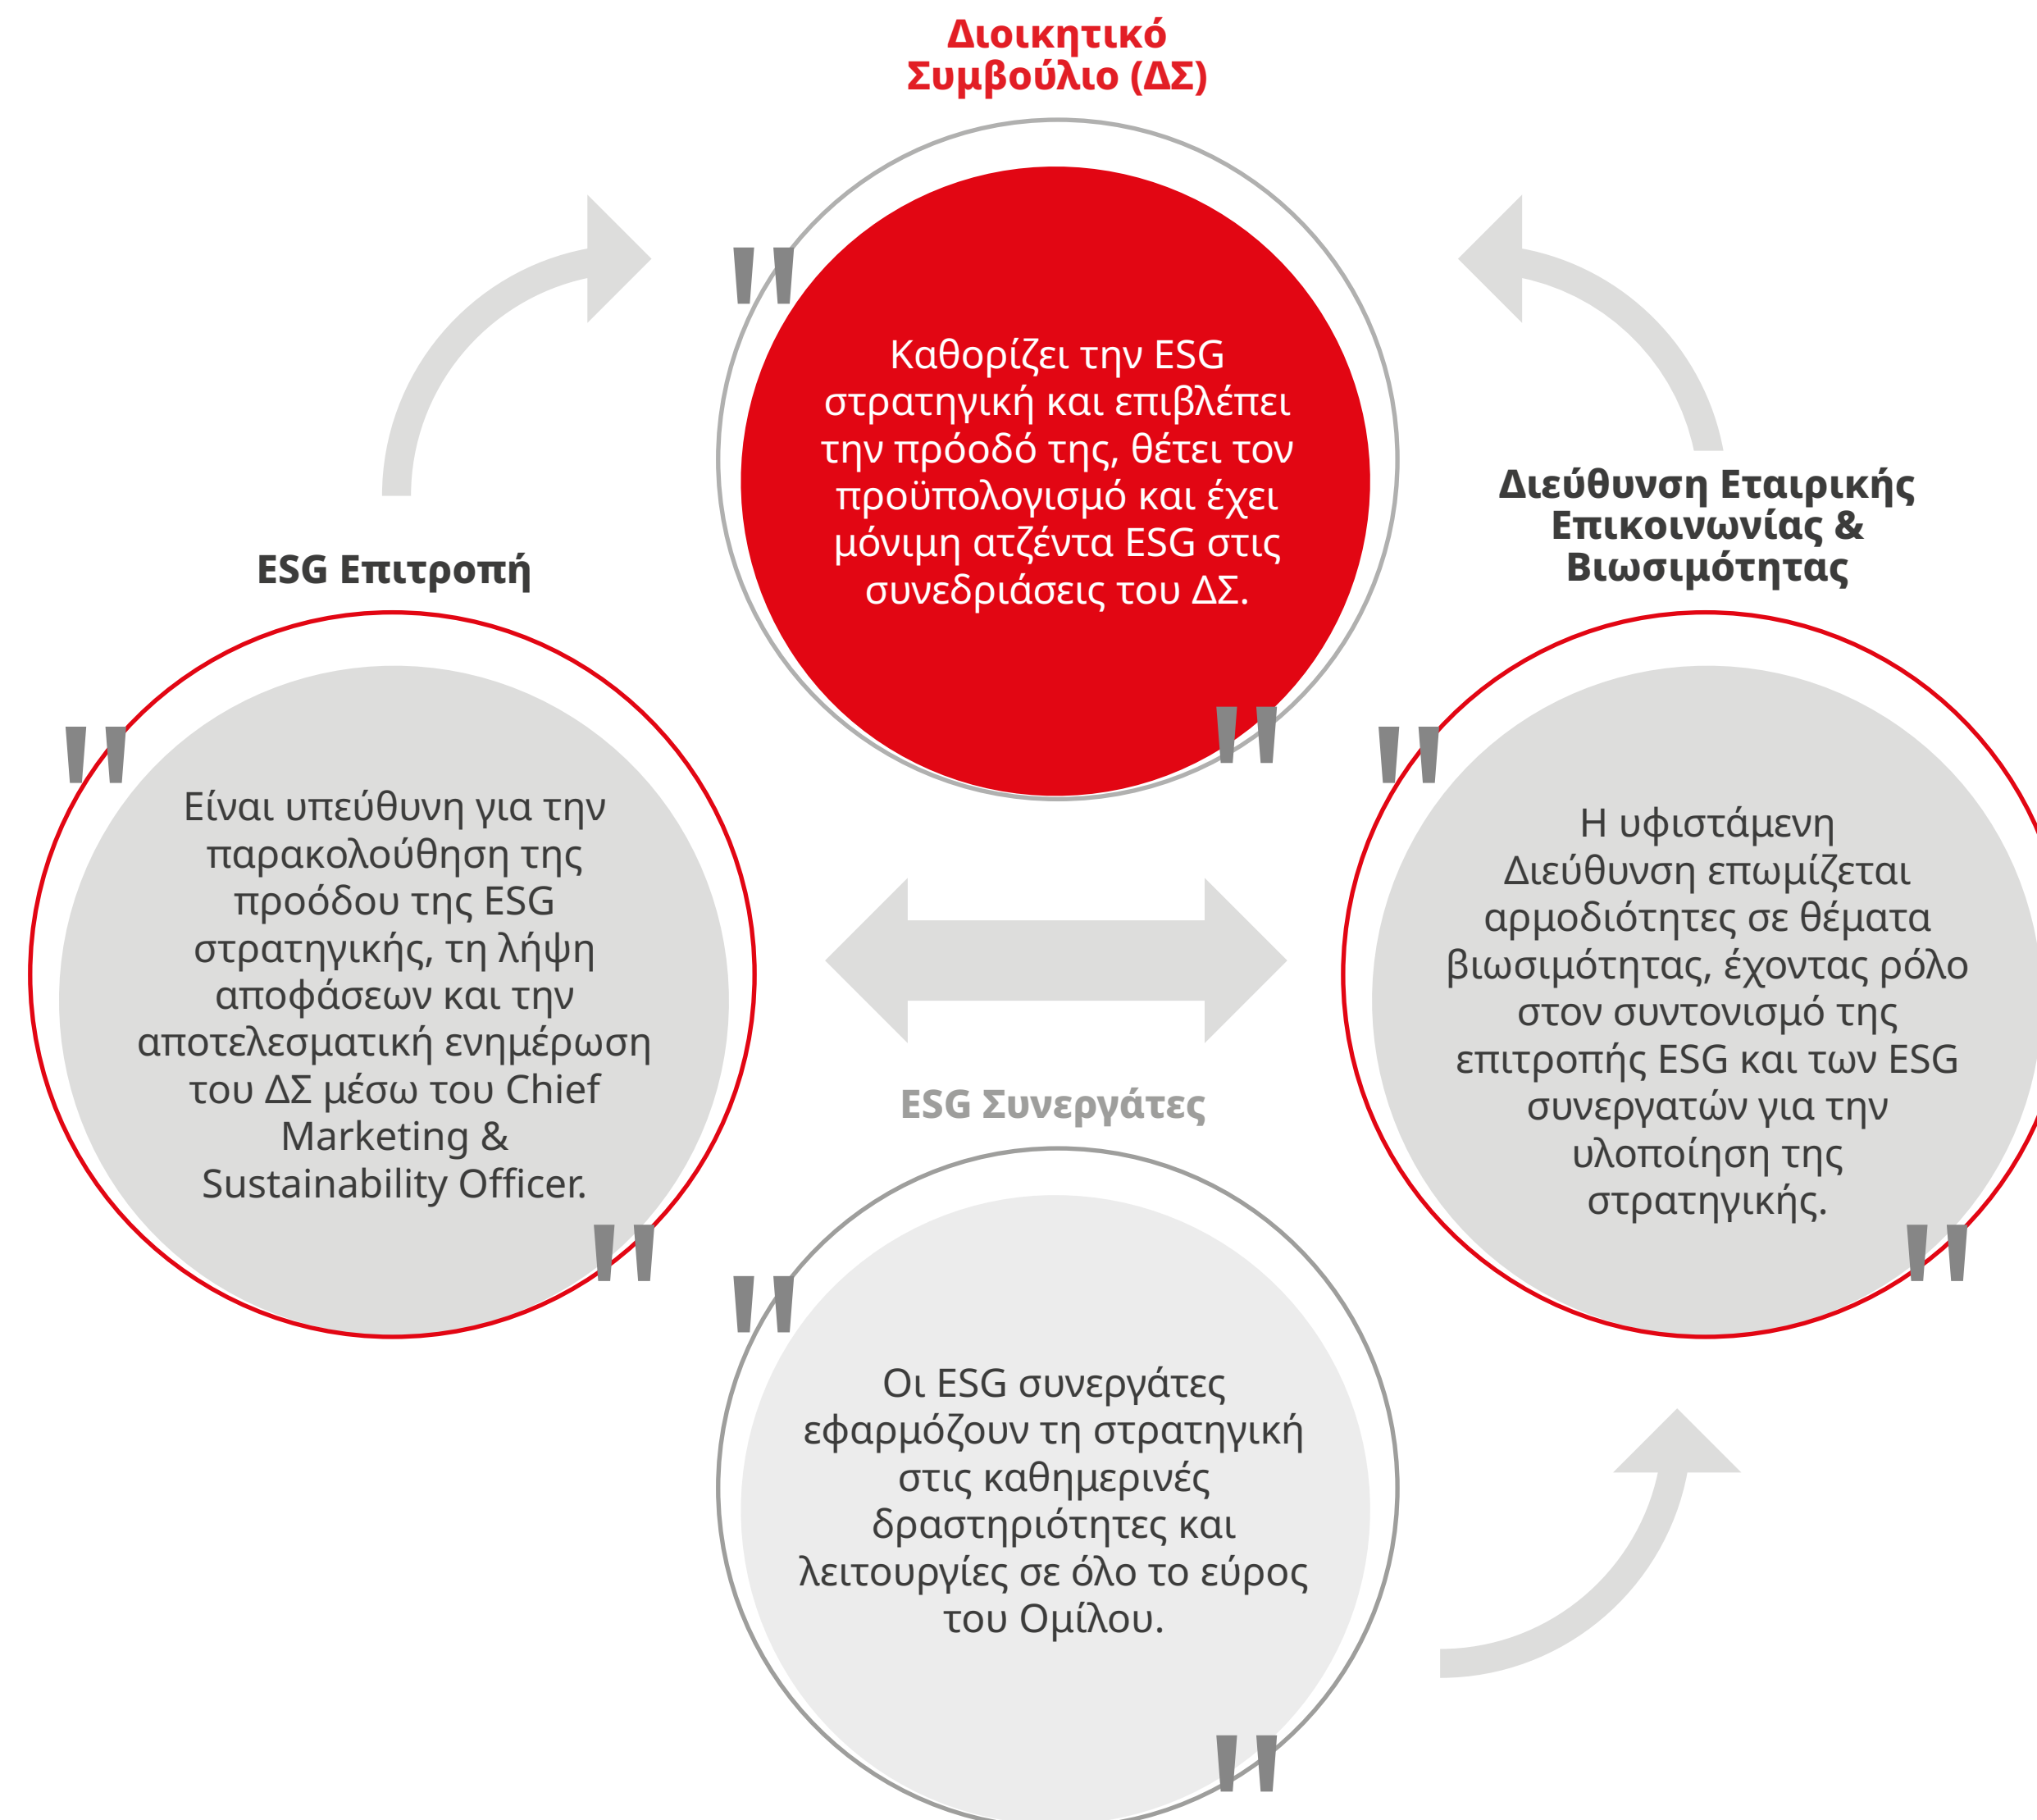 Διοικητικό
Συμβούλιο (ΔΣ)
"
Καθορίζει την ESG
στρατηγική και επιβλέπει
την πρόοδό της, θέτει τον
προϋπολογισμό και έχει
μόνιμη ατζέντα ESG στις
συνεδριάσεις του ΔΣ.
"
ESG Επιτροπή
"
Είναι υπεύθυνη για την
παρακολούθηση της
προόδου της ESG
στρατηγικής, τη λήψη
αποφάσεων και την
αποτελεσματική ενημέρωση
του ΔΣ μέσω του Chief
Marketing &
Sustainability Officer.
"
Διεύθυνση Εταιρικής
Επικοινωνίας &
Βιωσιμότητας
"
Η υφιστάμενη
Διεύθυνση επωμίζεται
αρμοδιότητες σε θέματα
βιωσιμότητας, έχοντας ρόλο
στον συντονισμό της
επιτροπής ESG και των ESG
συνεργατών για την
υλοποίηση της
στρατηγικής.
"
ESG Συνεργάτες
"
Οι ESG συνεργάτες
εφαρμόζουν τη στρατηγική
στις καθημερινές
δραστηριότητες και
λειτουργίες σε όλο το εύρος
του Ομίλου.
"